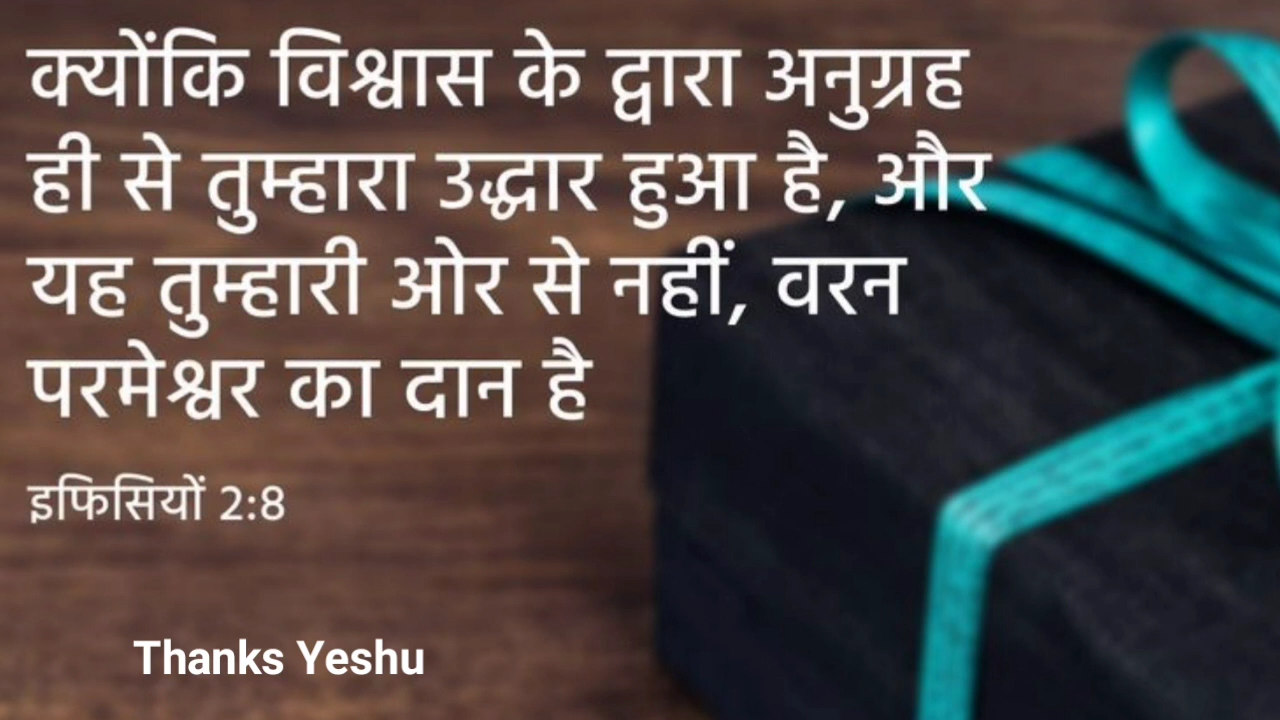 क्योंकि विश्वास के द्वारा अनुग्रह
ही से तुम्हारा उद्धार हुआ है, और
यह तुम्हारी ओर से नहीं, वरन
परमेश्वर का दान है
इफिसियों 2:8
Thanks Yeshu